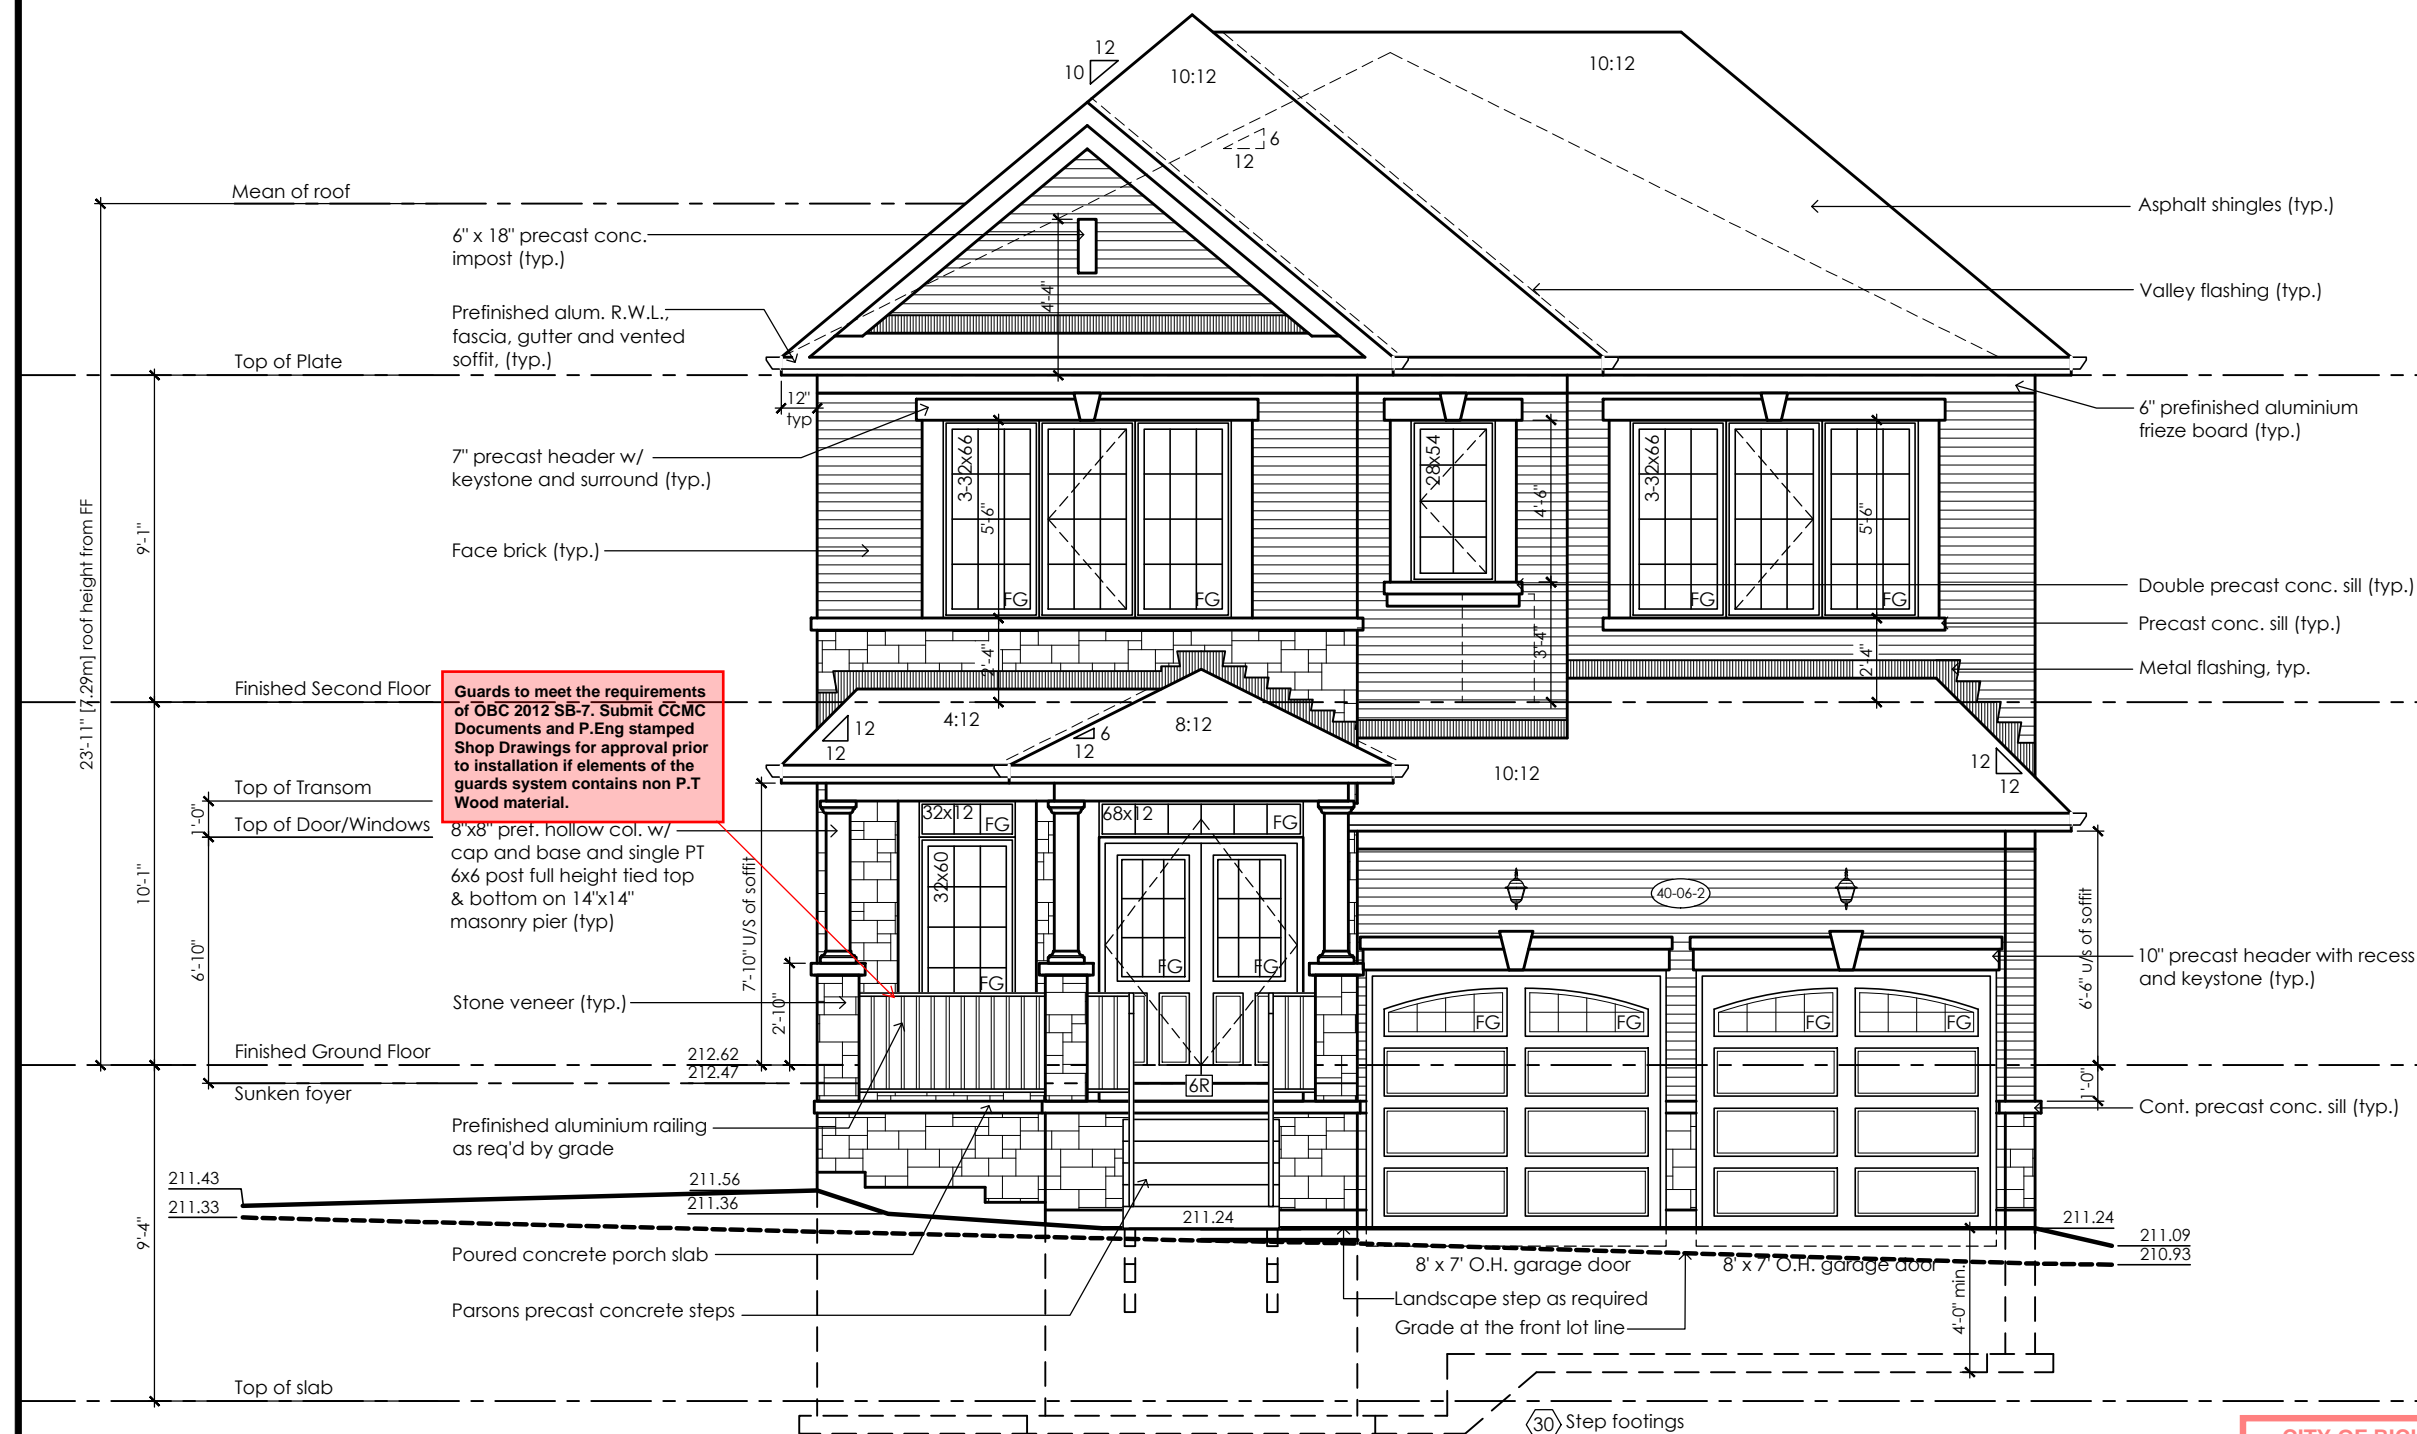 12
10
10:12
10:12
6
12
Mean of roof
6" x 18" precast conc.
impost (typ.)
Asphalt shingles (typ.)
4'-4"
Valley flashing (typ.)
Prefinished alum. R.W.L.,
fascia, gutter and vented
soffit, (typ.)
Top of Plate
12"
typ
6" prefinished aluminium
frieze board (typ.)
7" precast header w/
keystone and surround (typ.)
3-32x66
5'-6"
28x54
4'-6"
3-32x66
5'-6"
9'-1"
23'-11" [7.29m] roof height from FF
Face brick (typ.)
FG
FG
FG
FG
Double precast conc. sill (typ.)
Precast conc. sill (typ.)
2'-4"
3'-4"
2'-4"
Metal flashing, typ.
Finished Second Floor
Guards to meet the requirements
of OBC 2012 SB-7. Submit CCMC
Documents and P.Eng stamped
Shop Drawings for approval prior
to installation if elements of the
guards system contains non P.T
Wood material.
12
12
4:12
6
12
8:12
10:12
12
12
Top of Transom
1'-0"
Top of Door/Windows
8"x8" pref. hollow col. w/
cap and base and single PT
6x6 post full height tied top
& bottom on 14"x14"
masonry pier (typ)
32x12
FG
68x12
FG
32x60
40-06-2
10'-1"
6'-10"
7'-10" U/S of soffit
6'-6" u/s of soffit
10" precast header with recess
and keystone (typ.)
FG
FG
FG
Stone veneer (typ.)
2'-10"
FG
FG
FG
FG
Finished Ground Floor
212.62
212.47
Sunken foyer
6R
1'-0"
Cont. precast conc. sill (typ.)
Prefinished aluminium railing
as req'd by grade
211.43
211.33
211.56
211.36
211.24
211.24
211.09
210.93
9'-4"
Poured concrete porch slab
8' x 7' O.H. garage door
8' x 7' O.H. garage door
Parsons precast concrete steps
Landscape step as required
Grade at the front lot line
4'-0" min.
Top of slab
30 Step footings